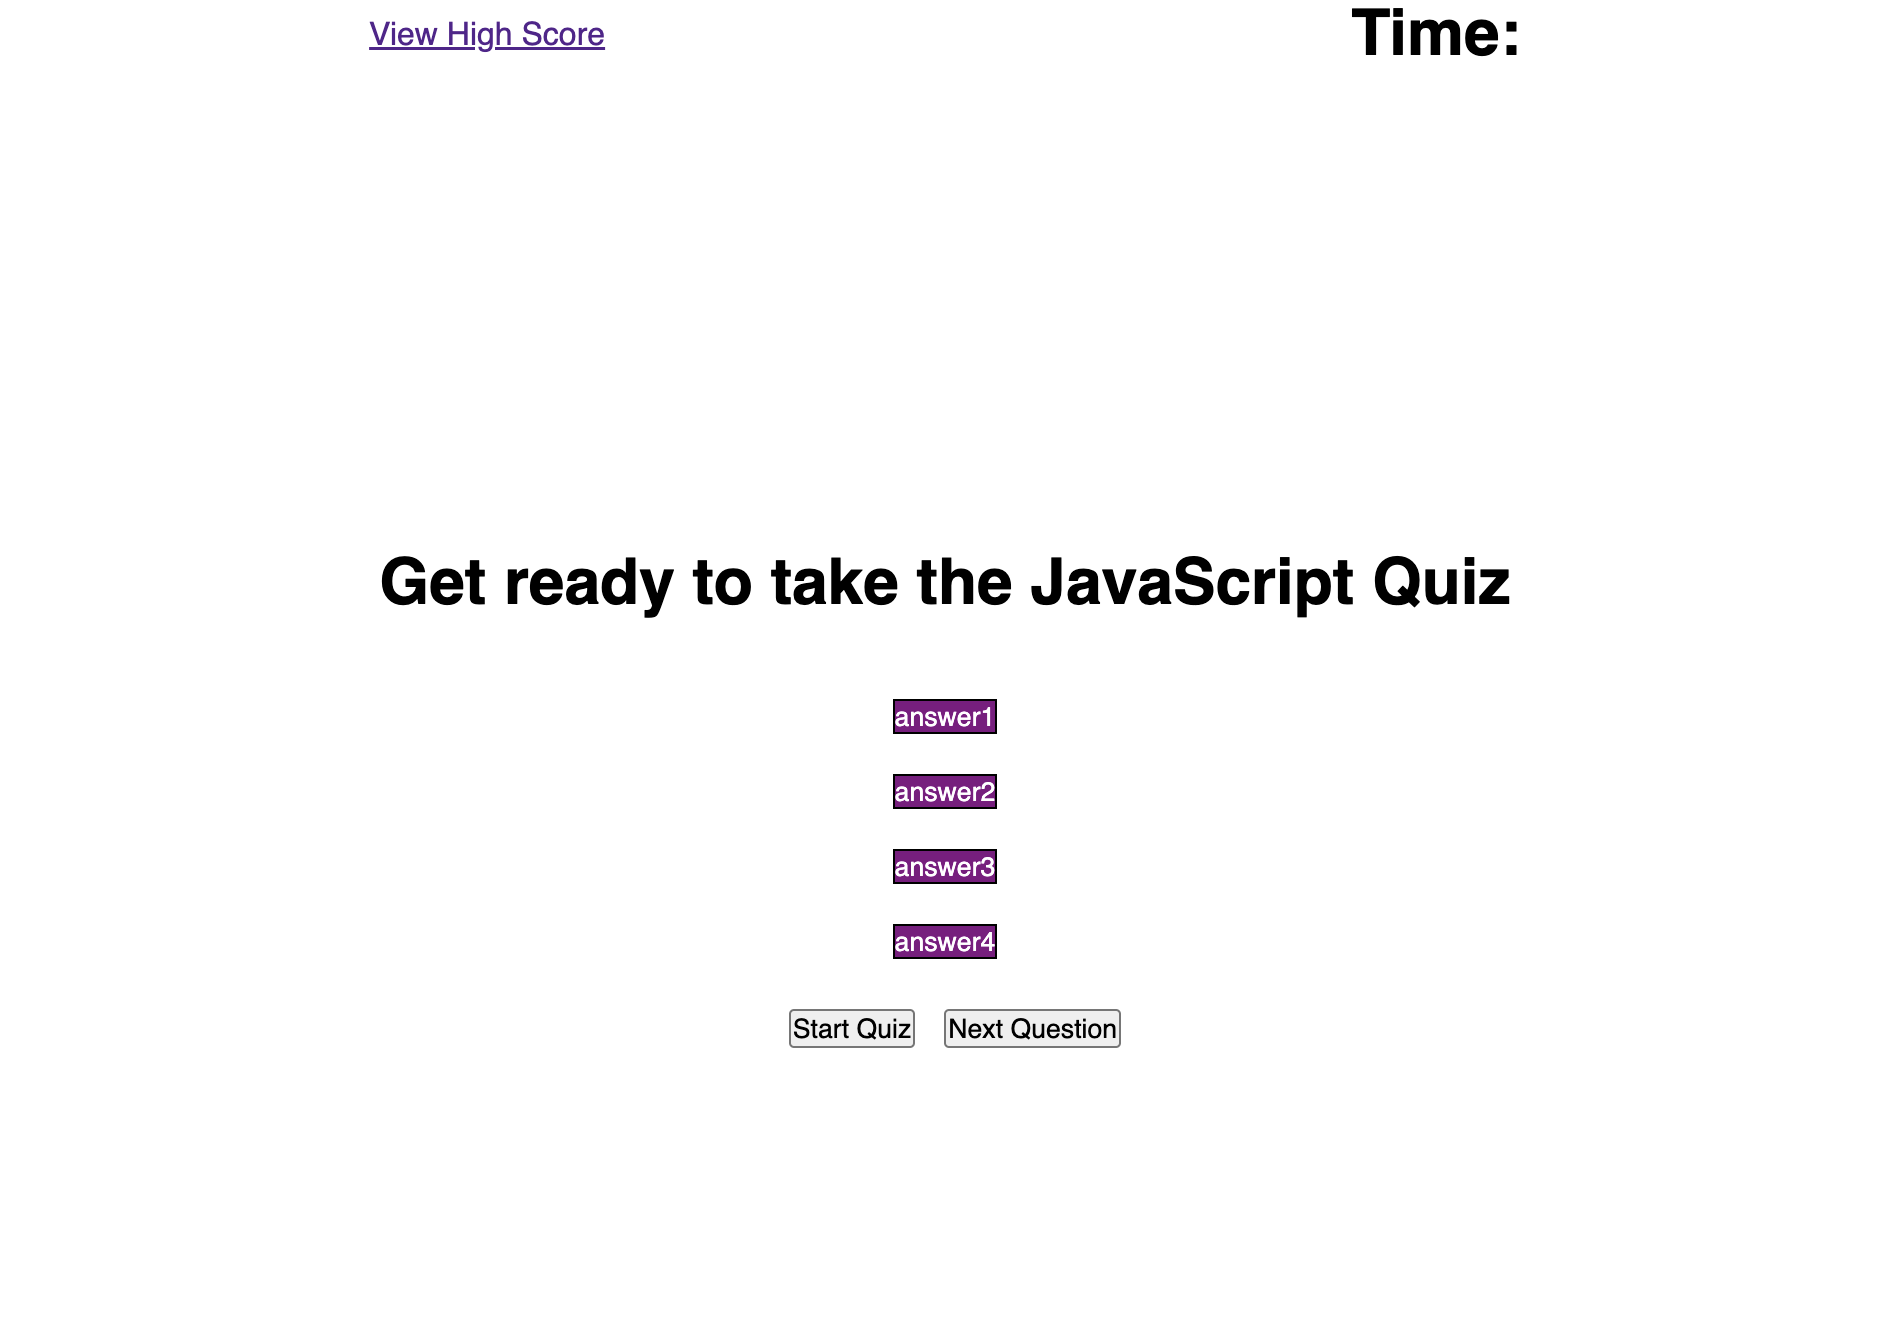 View High Score
Time:
Get ready to take the JavaScript Quiz
answer1
answer2
answer3
answer4
Start Quiz
Next Question